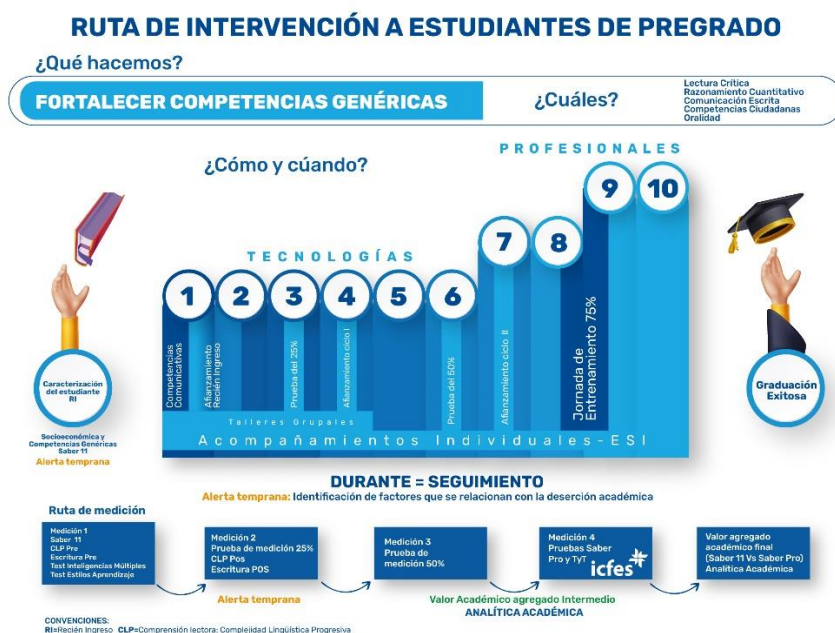 RUTA DE INTERVENCIÓN A ESTUDIANTES DE PREGRADO
¿Qué hacemos?
FORTALECER COMPETENCIAS GENÉRICAS
¿Cuáles?
Lectura Crítica
Razonamiento Cuantitativo
Comunicación Escrita
Competencias Ciudadanas
Oralidad
¿Cómo y cúando?
PROFESIONALES
TECNOLOGÍAS
1
2
3
4
5
6
7
8
9
10
Competencias
Comunicativas
Afianzamiento
Recién Ingreso
Prueba del 25%
Afianzamiento ciclo I
Prueba del 50%
Afianzamiento ciclo II
Jornada de
Entrenamiento 75%
Talleres Grupales
Acompañamientos Individuales-ESI
Caracterización
del estudiante
RI
Socioeconómica y
Competencias Genéricas
Saber 11
Alerta temprana
Graduación
Exitosa
DURANTE = SEGUIMIENTO
Alerta temprana: Identificación de factores que se relacionan con la deserción académica
Ruta de medición
Medición 1
Saber 11
CLP Pre
Escritura Pre
Test Inteligencias Múltiples
Test Estilos Aprendizaje
Medición 2
Prueba de medición 25%
CLP Pos
Escritura POS
Medición 3
Prueba de
medición 50%
Medición 4
Pruebas Saber
Pro y TyT
icfes
Valor agregado
académico final
(Saber 11 Vs Saber Pro)
Analítica Académica
Alerta temprana
Valor Académico agregado Intermedio
ANALÍTICA ACADÉMICA
CONVENCIONES:
RI=Recién Ingreso CLP=Comprensión lectora: Complejidad Lingüística Progresiva